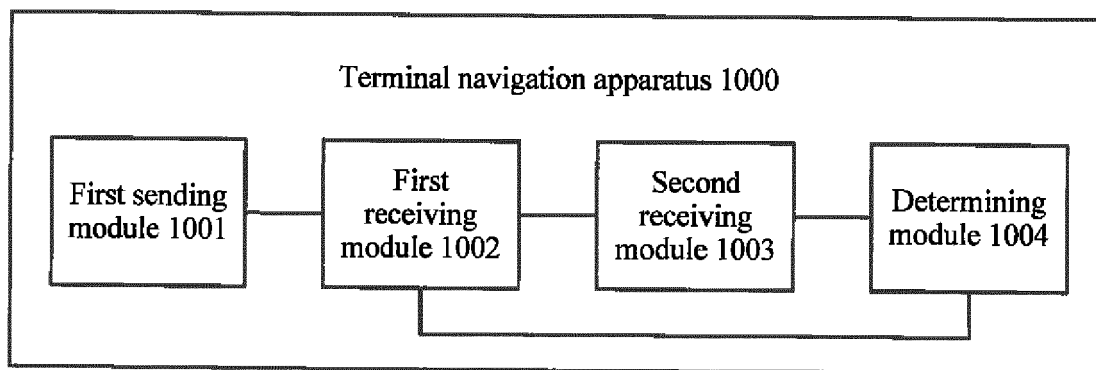 Terminal navigation apparatus 1000
First sending
module 1001
First
receiving
module 1002
Second
receiving
module 1003
Determining
module 1004